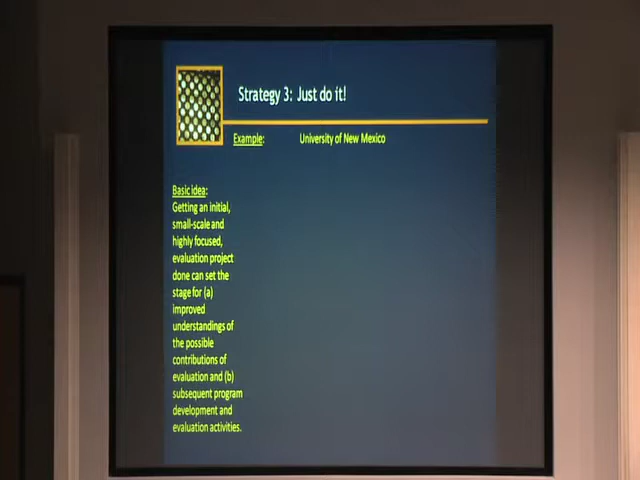 Strategy 3: Just do it!
Example: University of New Mexico
Basic idea:
Getting an initial,
small-scale and
highly focused,
evaluation project
done can set the
stage for (a)
improved
understandings of
the possible
contributions of
evaluation and (b)
subsequent program
development and
evaluation activities.